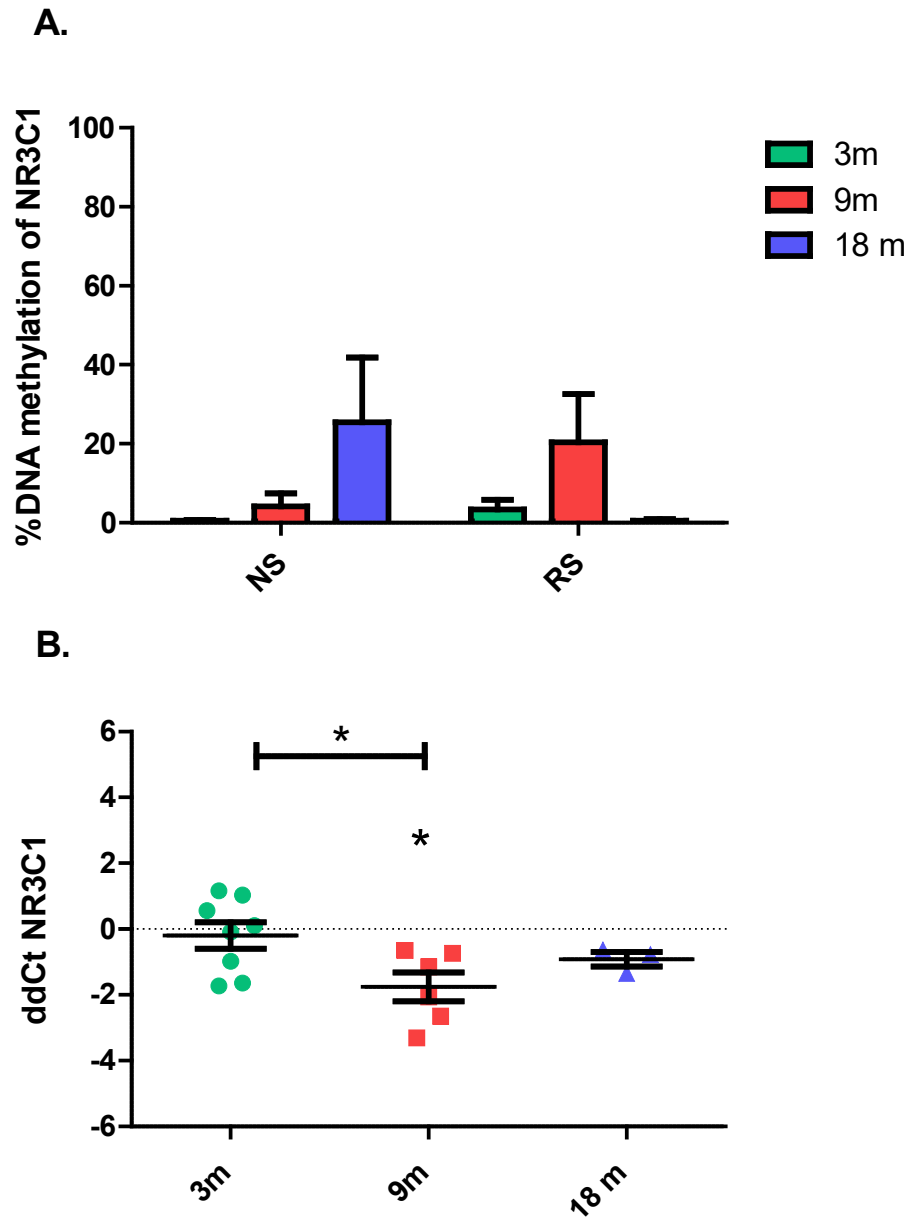 A.
%DNA methylation of NR3C1
100
80
60
40
20
0
NS
RS
3m
9m
18 m
B.
ddCt NR3C1
6
4
2
0
-2
-4
-6
*
*
3m
9m
18 m